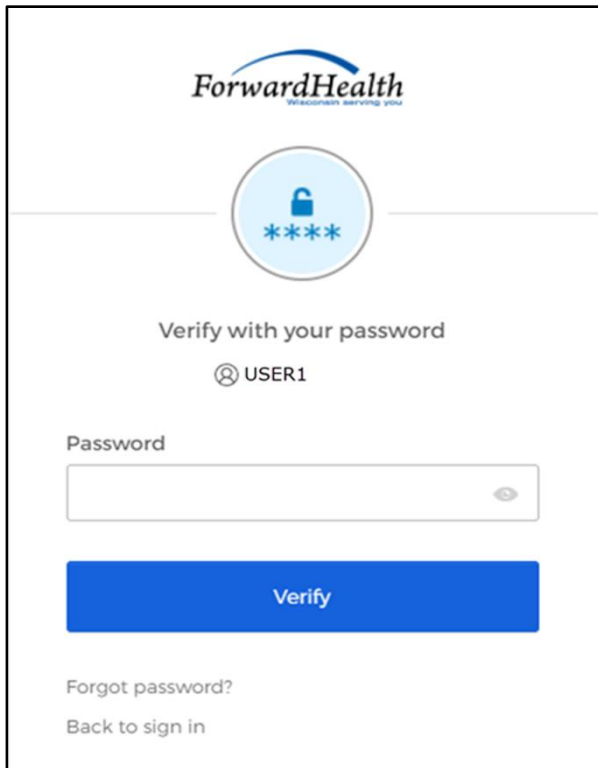 ForwardHealth
Wisconsin serving you
****
Verify with your password
USER1
Password
Verify
Forgot password?
Back to sign in